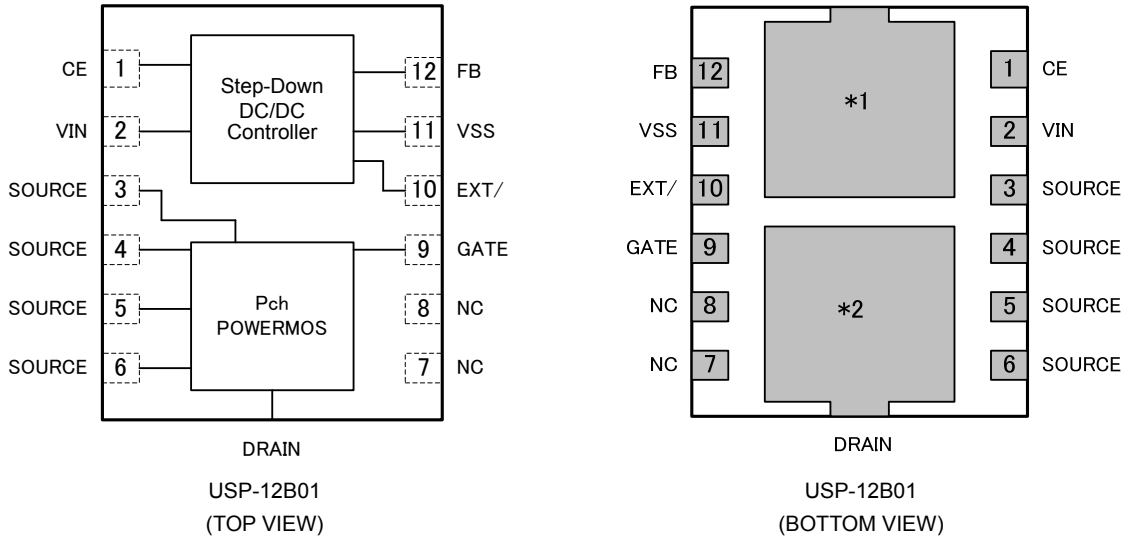 CE 1 Step-Down DC/DC Controller 12 FB
VIN 2 11 VSS
SOURCE 3 10 EXT/
SOURCE 4 9 GATE
SOURCE 5 Pch POWERMOS 8 NC
SOURCE 6 7 NC
DRAIN
USP-12B01
(TOP VIEW)
FB 12 *1 1 CE
VSS 11 2 VIN
EXT/ 10 3 SOURCE
GATE 9 4 SOURCE
NC 8 *2 5 SOURCE
NC 7 6 SOURCE
DRAIN
USP-12B01
(BOTTOM VIEW)